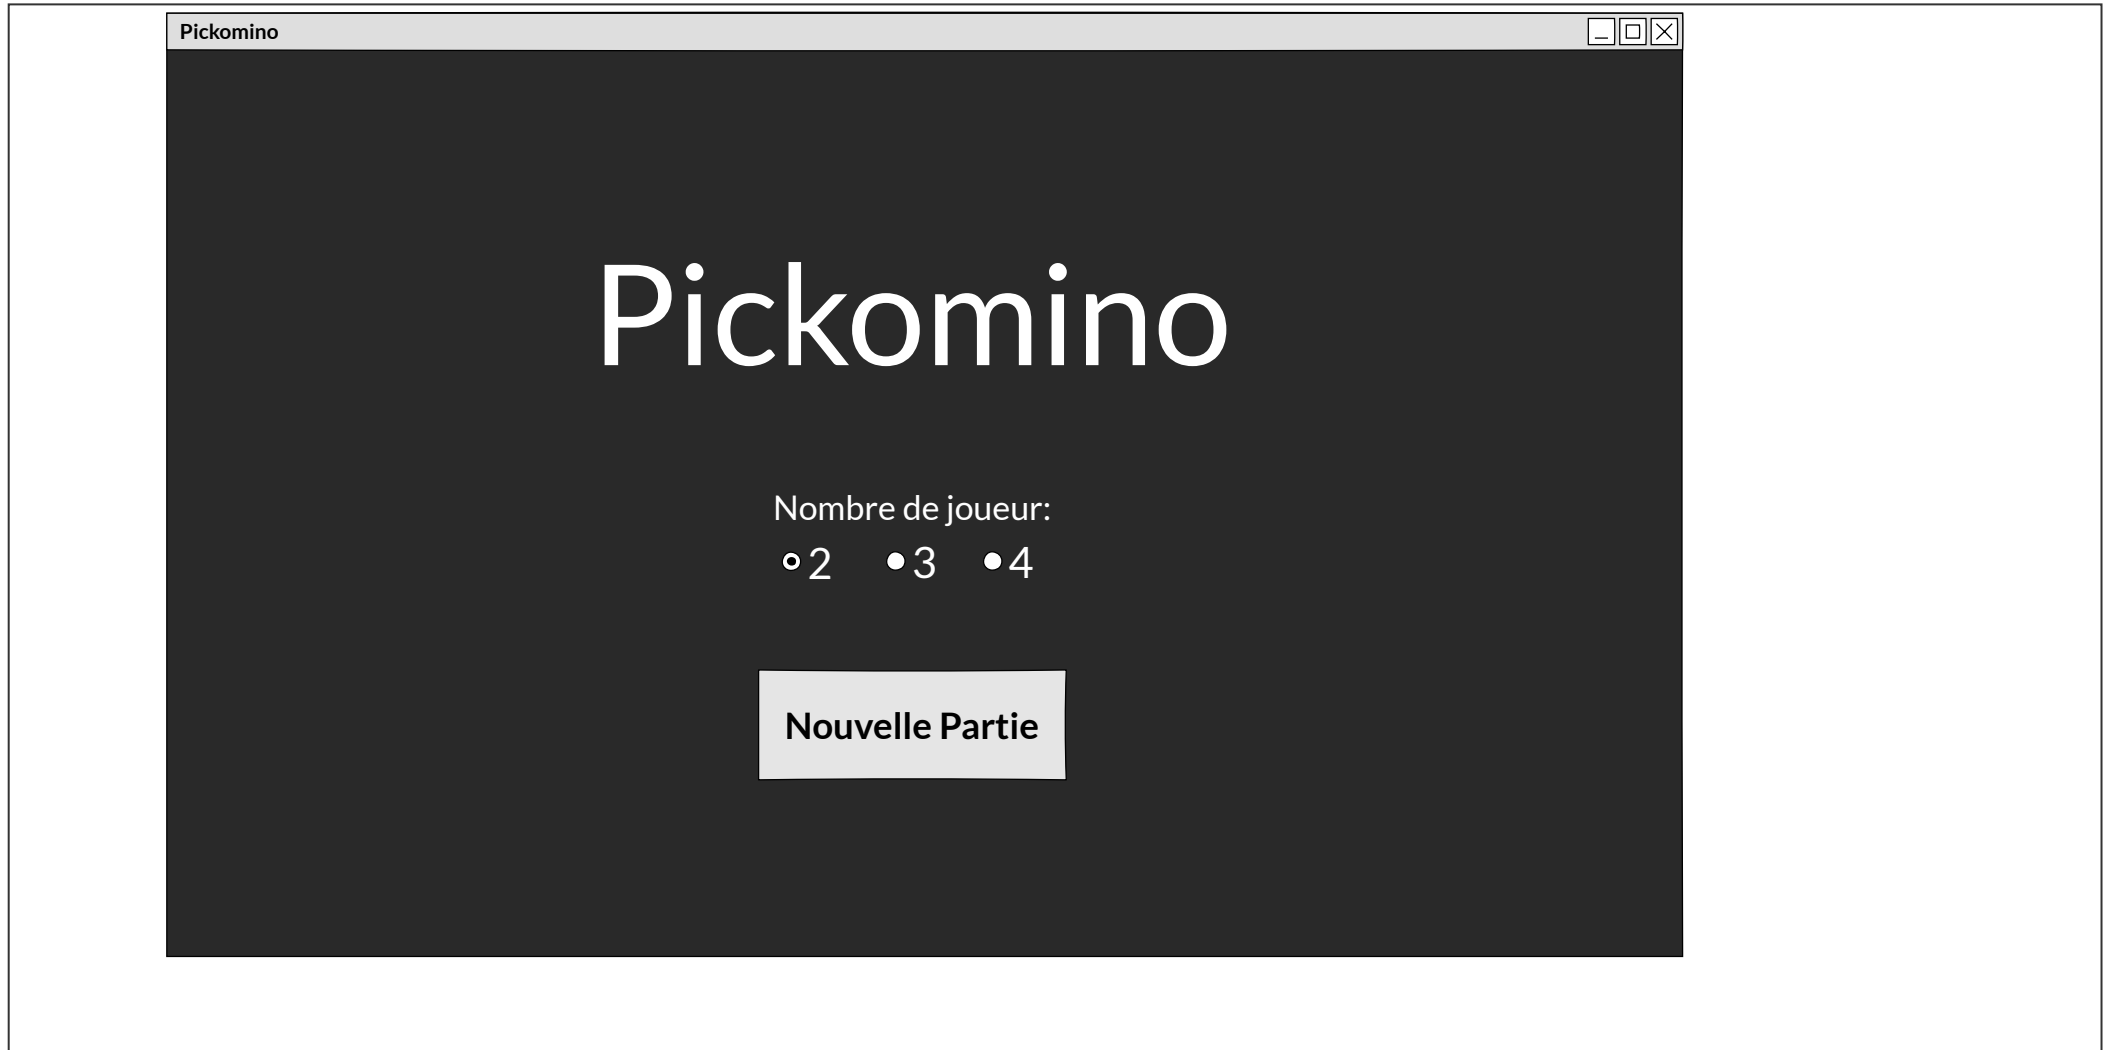 Pickomino
Pickomino
Nombre de joueur:
2 3 4
Nouvelle Partie